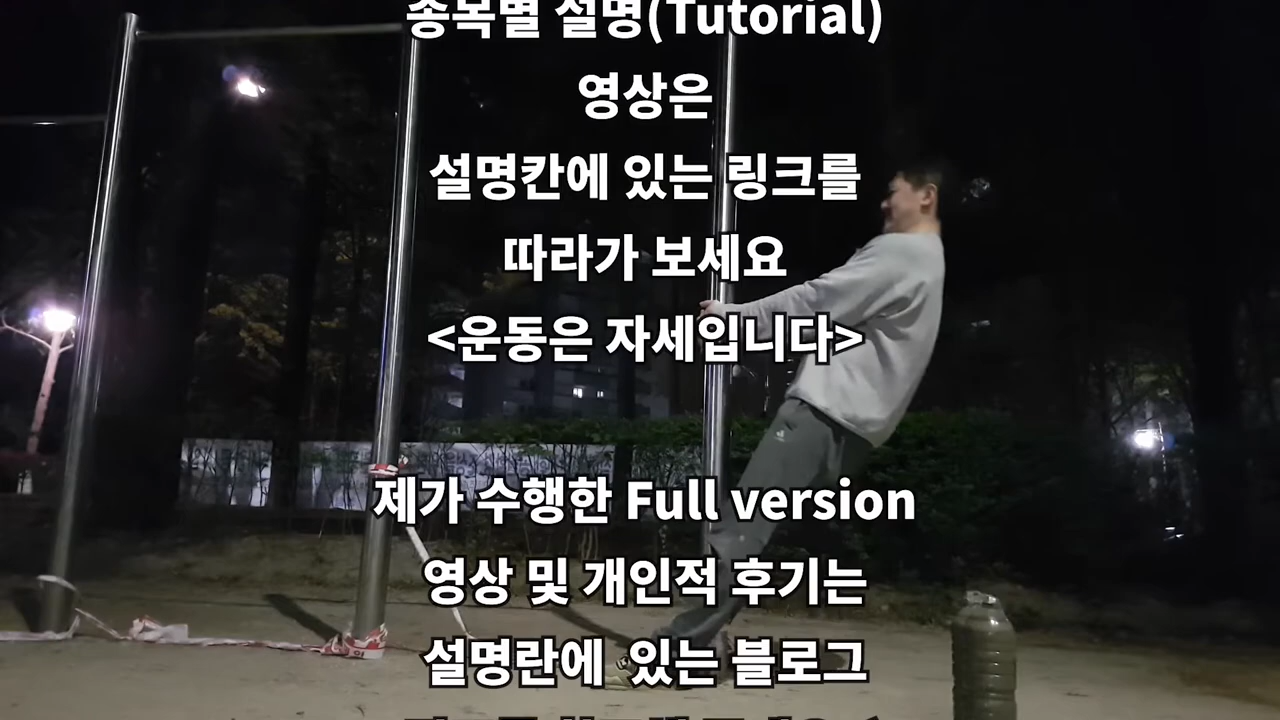 종목별 설명(Tutorial)
영상은
설명칸에 있는 링크를
따라가 보세요
<운동은 자세입니다>
제가 수행한 Full version
영상 및 개인적 후기는
설명란에 있는 블로그